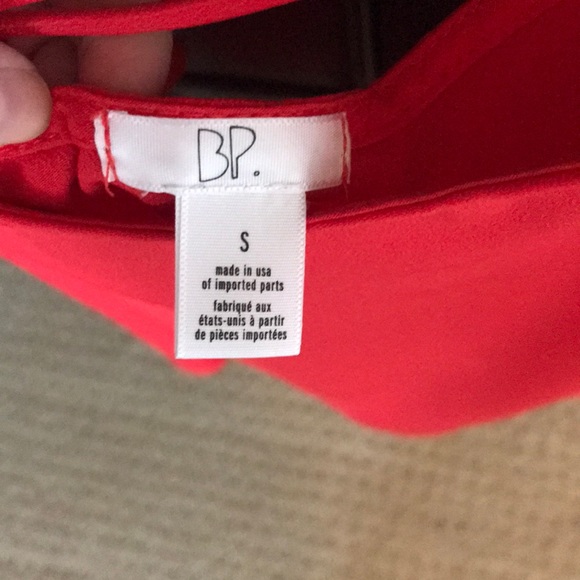 BP.
S
made in usa
of imported parts
fabriqué aux
états-unis à partir
de pièces importées